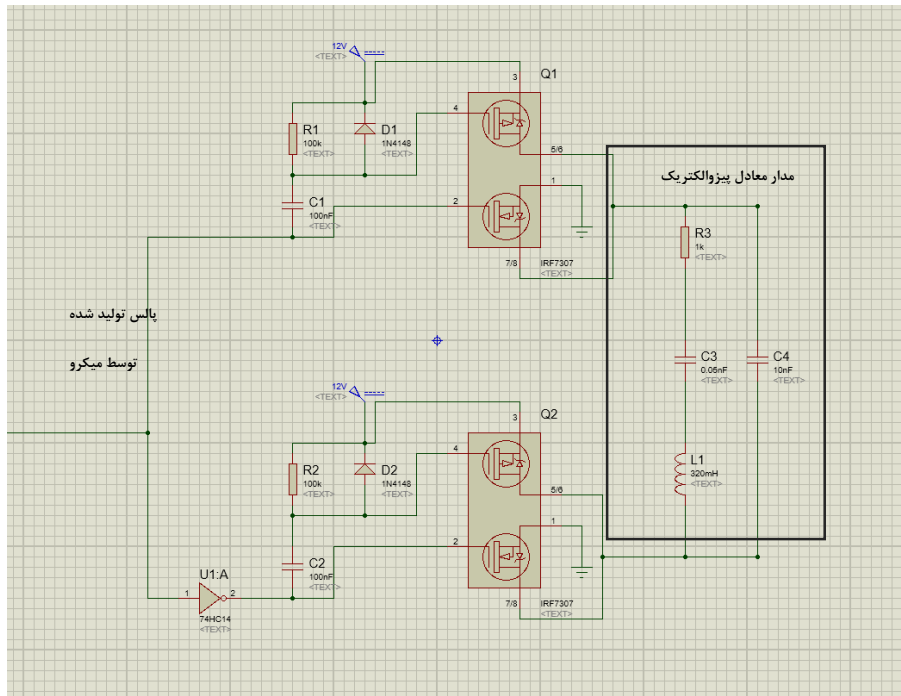 12V
<TEXT>
3
Q1
4
R1
100k
<TEXT>
D1
1N4148
<TEXT>
5/6
1
مدار معادل پیزوالکتریک
C1
100nF
<TEXT>
2
R3
1k
<TEXT>
7/8
IRF7307
<TEXT>
پالس تولید شده
توسط میکرو
C3
0.05nF
<TEXT>
C4
10nF
<TEXT>
12V
<TEXT>
3
Q2
4
R2
100k
<TEXT>
D2
1N4148
<TEXT>
L1
320mH
<TEXT>
5/6
1
2
C2
100nF
<TEXT>
U1:A
1
2
74HC14
<TEXT>
7/8
IRF7307
<TEXT>